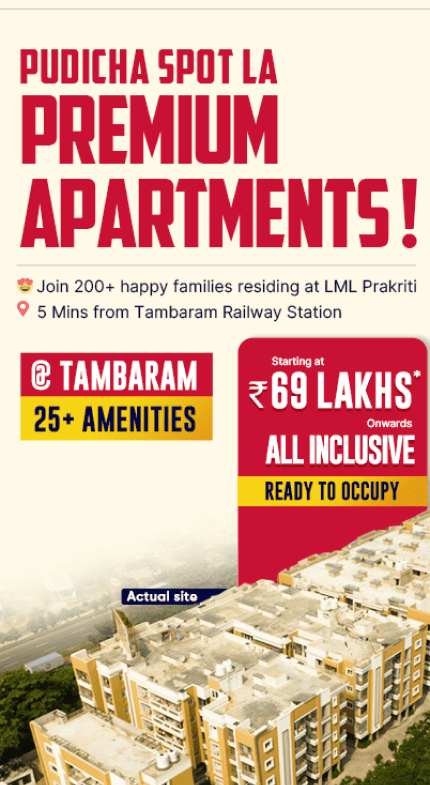 PUDICHA SPOT LA
PREMIUM
APARTMENTS!
😍 Join 200+ happy families residing at LML Prakriti
📍 5 Mins from Tambaram Railway Station
@ TAMBARAM
25+ AMENITIES
Starting at
₹69 LAKHS*
Onwards
ALL INCLUSIVE
READY TO OCCUPY
Actual site